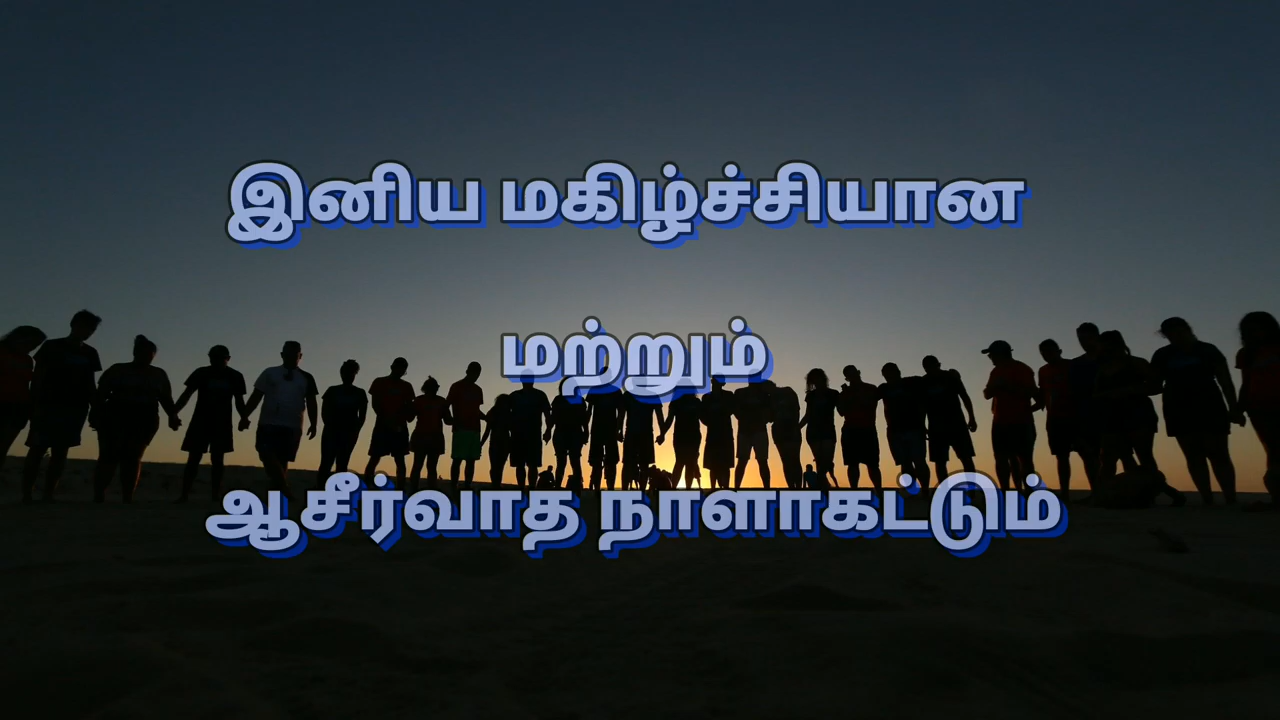 இனிய மகிழ்ச்சியான
மற்றும்
ஆசீர்வாத நாளாகட்டும்